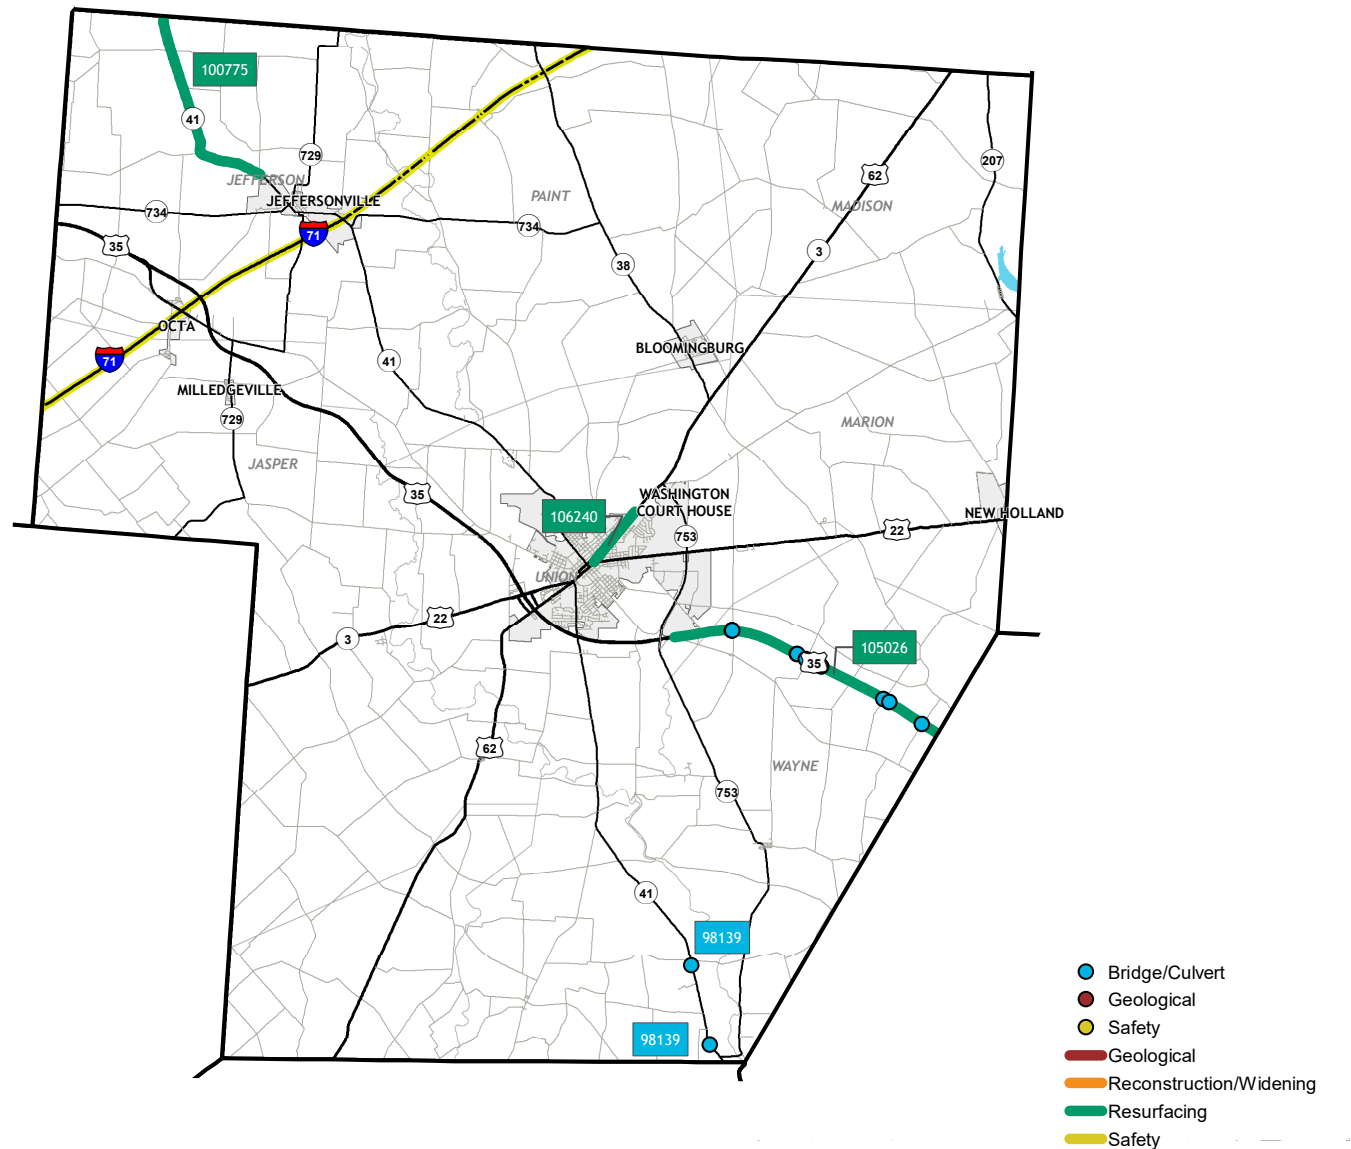 100775
41
729
207
62
JEFFERSON
PAINT
MADISON
JEFFERSONVILLE
734
734
71
35
3
38
OCTA
BLOOMINGBURG
71
41
MILLEDGEVILLE
729
MARION
JASPER
35
WASHINGTON
COURT HOUSE
106240
NEW HOLLAND
22
753
UNION
22
3
105026
35
62
WAYNE
753
41
98139
98139
Bridge/Culvert
Geological
Safety
Geological
Reconstruction/Widening
Resurfacing
Safety